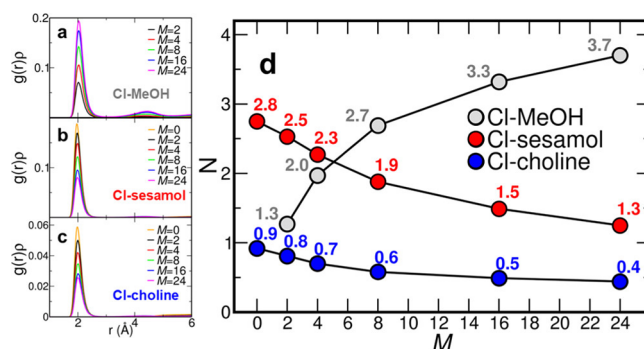 a
M=2
M=4
M=8
M=16
M=24
Cl-MeOH
g(r)ρ
0.2
0.1
0
b
M=0
M=2
M=4
M=8
M=16
M=24
Cl-sesamol
g(r)ρ
0.1
0
c
M=0
M=2
M=4
M=8
M=16
M=24
Cl-choline
g(r)ρ
0.06
0.04
0.02
0.00
2 4 6
r (Å)
d
N
4
3
2
1
0
1.3 2.0 2.7 3.3 3.7
2.8 2.5 2.3 1.9 1.5 1.3
0.9 0.8 0.7 0.6 0.5 0.4
Cl-MeOH
Cl-sesamol
Cl-choline
0 2 4 6 8 10 12 14 16 18 20 22 24
M